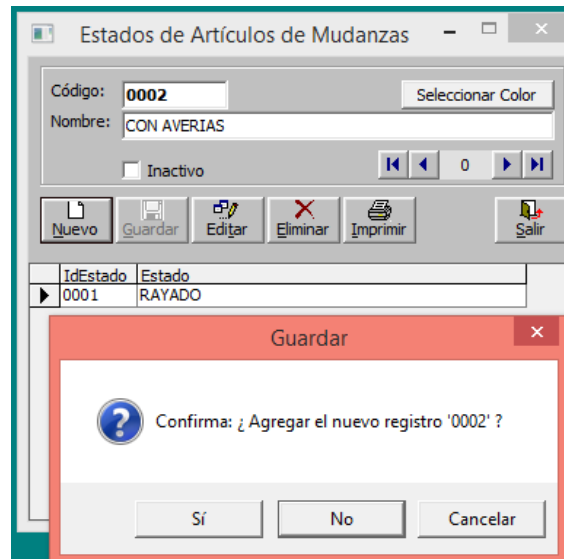 Estados de Artículos de Mudanzas
Código: 0002 Seleccionar Color
Nombre: CON AVERIAS
Inactivo 0
Nuevo Guardar Editar Eliminar Imprimir Salir
IdEstado Estado
0001 RAYADO
Guardar
Confirma: ¿ Agregar el nuevo registro '0002' ?
Sí No Cancelar